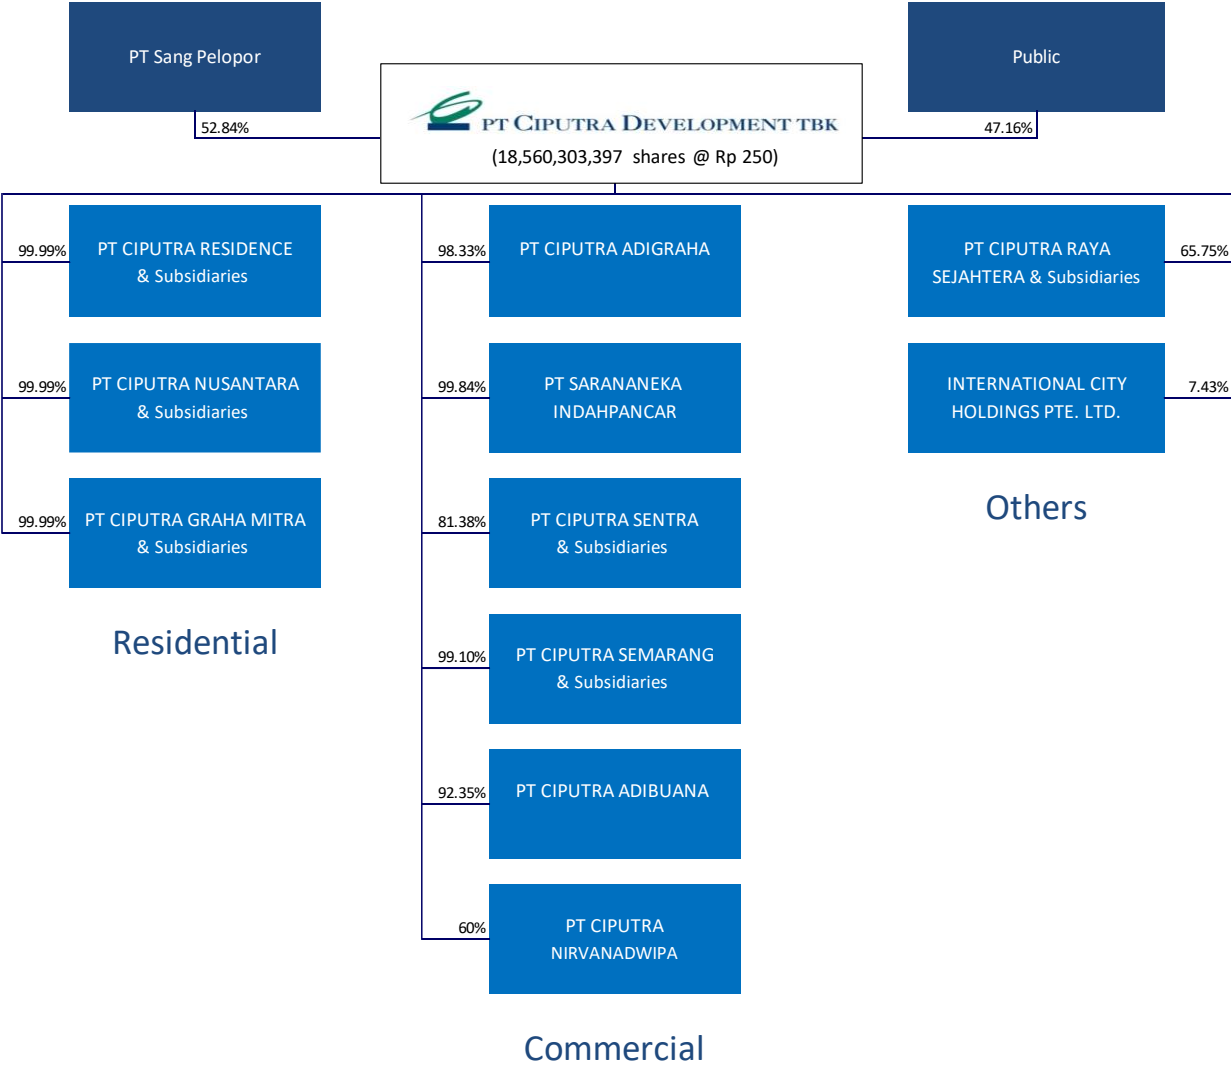 PT Sang Pelopor
Public
52.84%
PT CIPUTRA DEVELOPMENT TBK
(18,560,303,397 shares @ Rp 250)
47.16%
99.99%
PT CIPUTRA RESIDENCE
& Subsidiaries
99.99%
PT CIPUTRA NUSANTARA
& Subsidiaries
99.99%
PT CIPUTRA GRAHA MITRA
& Subsidiaries
Residential
98.33%
PT CIPUTRA ADIGRAHA
99.84%
PT SARANANEKA
INDAHPANCAR
81.38%
PT CIPUTRA SENTRA
& Subsidiaries
99.10%
PT CIPUTRA SEMARANG
& Subsidiaries
92.35%
PT CIPUTRA ADIBUANA
60%
PT CIPUTRA
NIRVANADWIPA
Commercial
PT CIPUTRA RAYA
SEJAHTERA & Subsidiaries
65.75%
INTERNATIONAL CITY
HOLDINGS PTE. LTD.
7.43%
Others